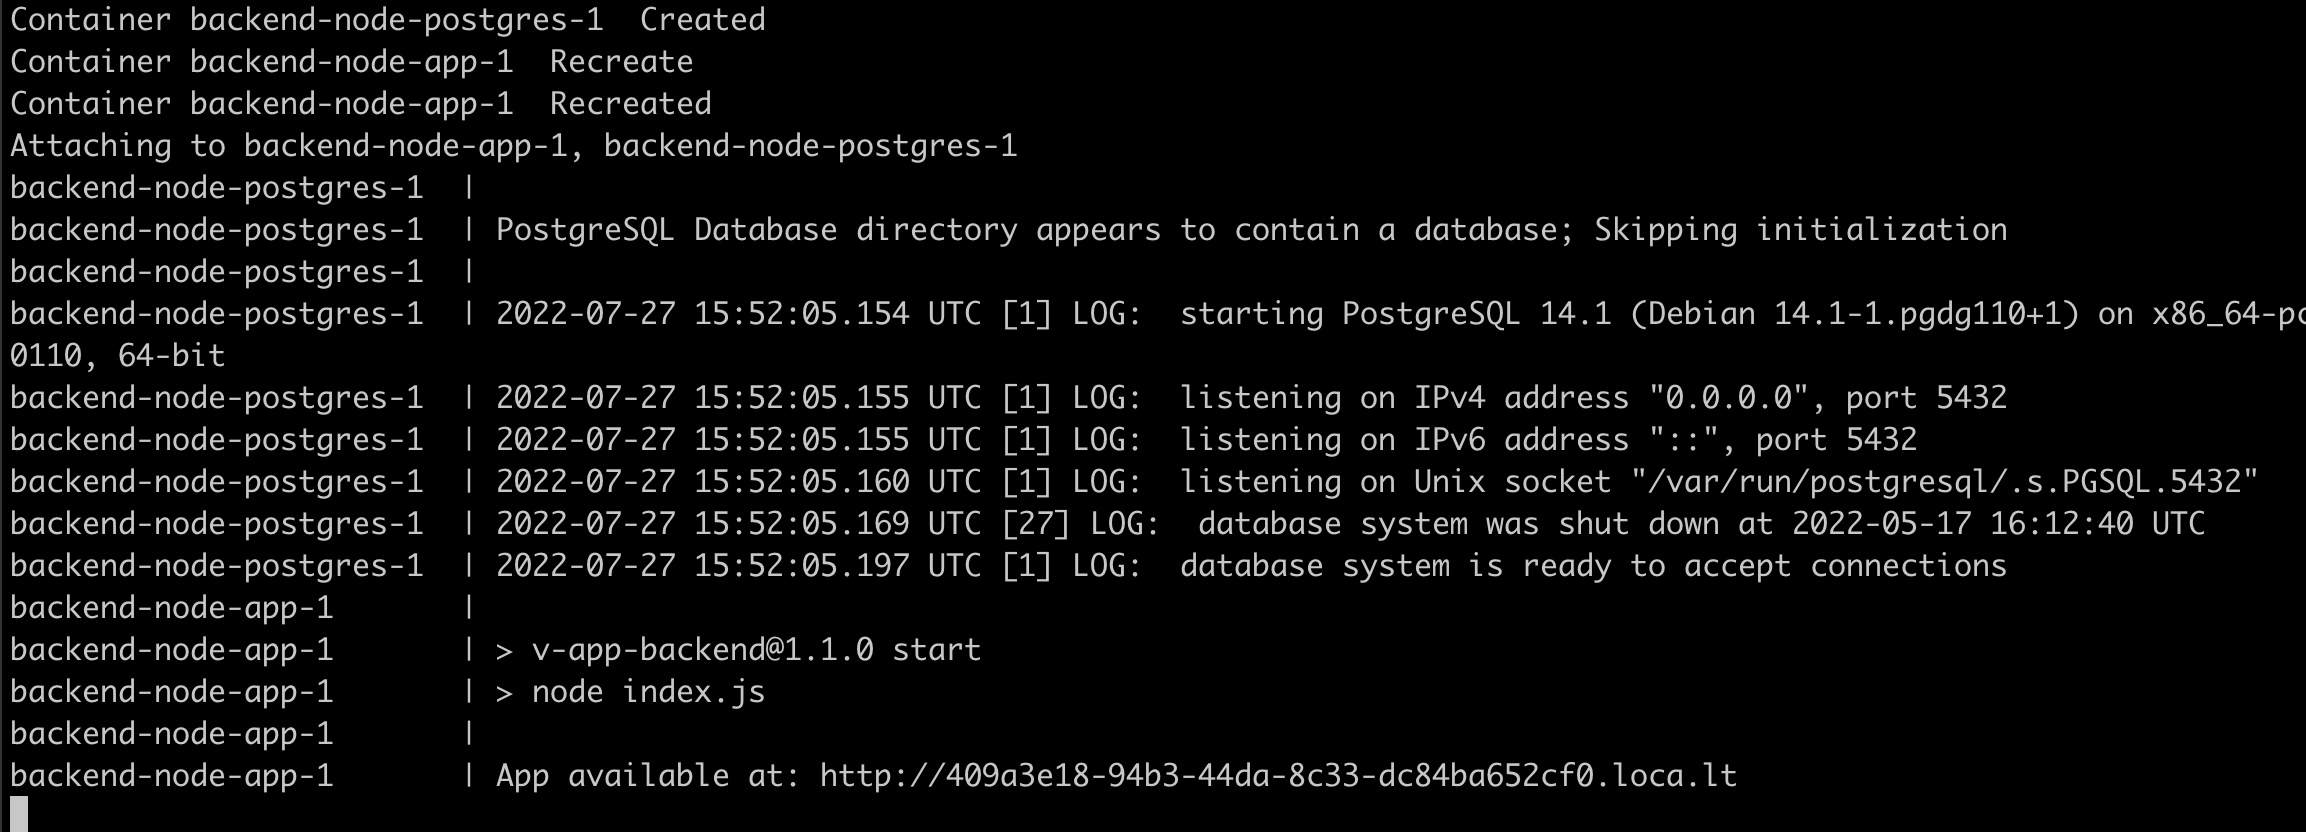 Container backend-node-postgres-1  Created
Container backend-node-app-1  Recreate
Container backend-node-app-1  Recreated
Attaching to backend-node-app-1, backend-node-postgres-1
backend-node-postgres-1  |
backend-node-postgres-1  | PostgreSQL Database directory appears to contain a database; Skipping initialization
backend-node-postgres-1  |
backend-node-postgres-1  | 2022-07-27 15:52:05.154 UTC [1] LOG:  starting PostgreSQL 14.1 (Debian 14.1-1.pgdg110+1) on x86_64-pc
0110, 64-bit
backend-node-postgres-1  | 2022-07-27 15:52:05.155 UTC [1] LOG:  listening on IPv4 address "0.0.0.0", port 5432
backend-node-postgres-1  | 2022-07-27 15:52:05.155 UTC [1] LOG:  listening on IPv6 address "::", port 5432
backend-node-postgres-1  | 2022-07-27 15:52:05.160 UTC [1] LOG:  listening on Unix socket "/var/run/postgresql/.s.PGSQL.5432"
backend-node-postgres-1  | 2022-07-27 15:52:05.169 UTC [27] LOG:  database system was shut down at 2022-05-17 16:12:40 UTC
backend-node-postgres-1  | 2022-07-27 15:52:05.197 UTC [1] LOG:  database system is ready to accept connections
backend-node-app-1       |
backend-node-app-1       | > v-app-backend@1.1.0 start
backend-node-app-1       | > node index.js
backend-node-app-1       |
backend-node-app-1       | App available at: http://409a3e18-94b3-44da-8c33-dc84ba652cf0.loca.lt